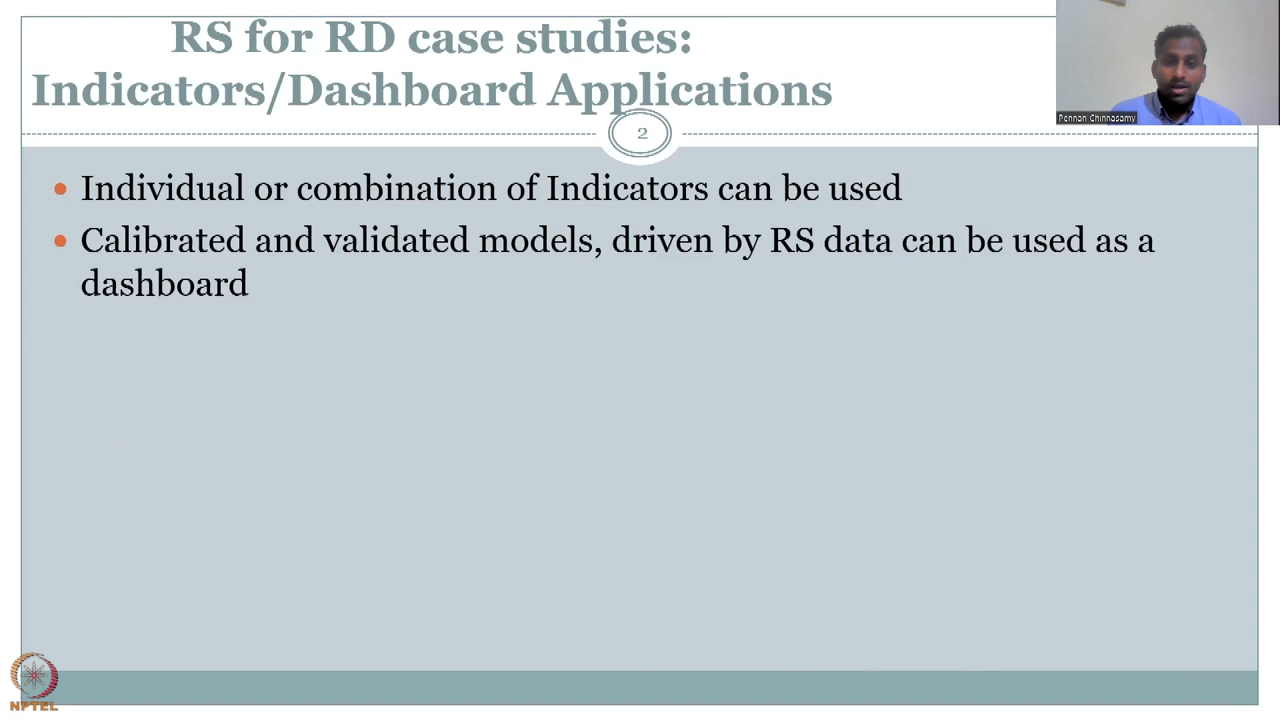 RS for RD case studies:
Indicators/Dashboard Applications
Pennan Chinnasamy
2
• Individual or combination of Indicators can be used
• Calibrated and validated models, driven by RS data can be used as a
dashboard
NPTEL